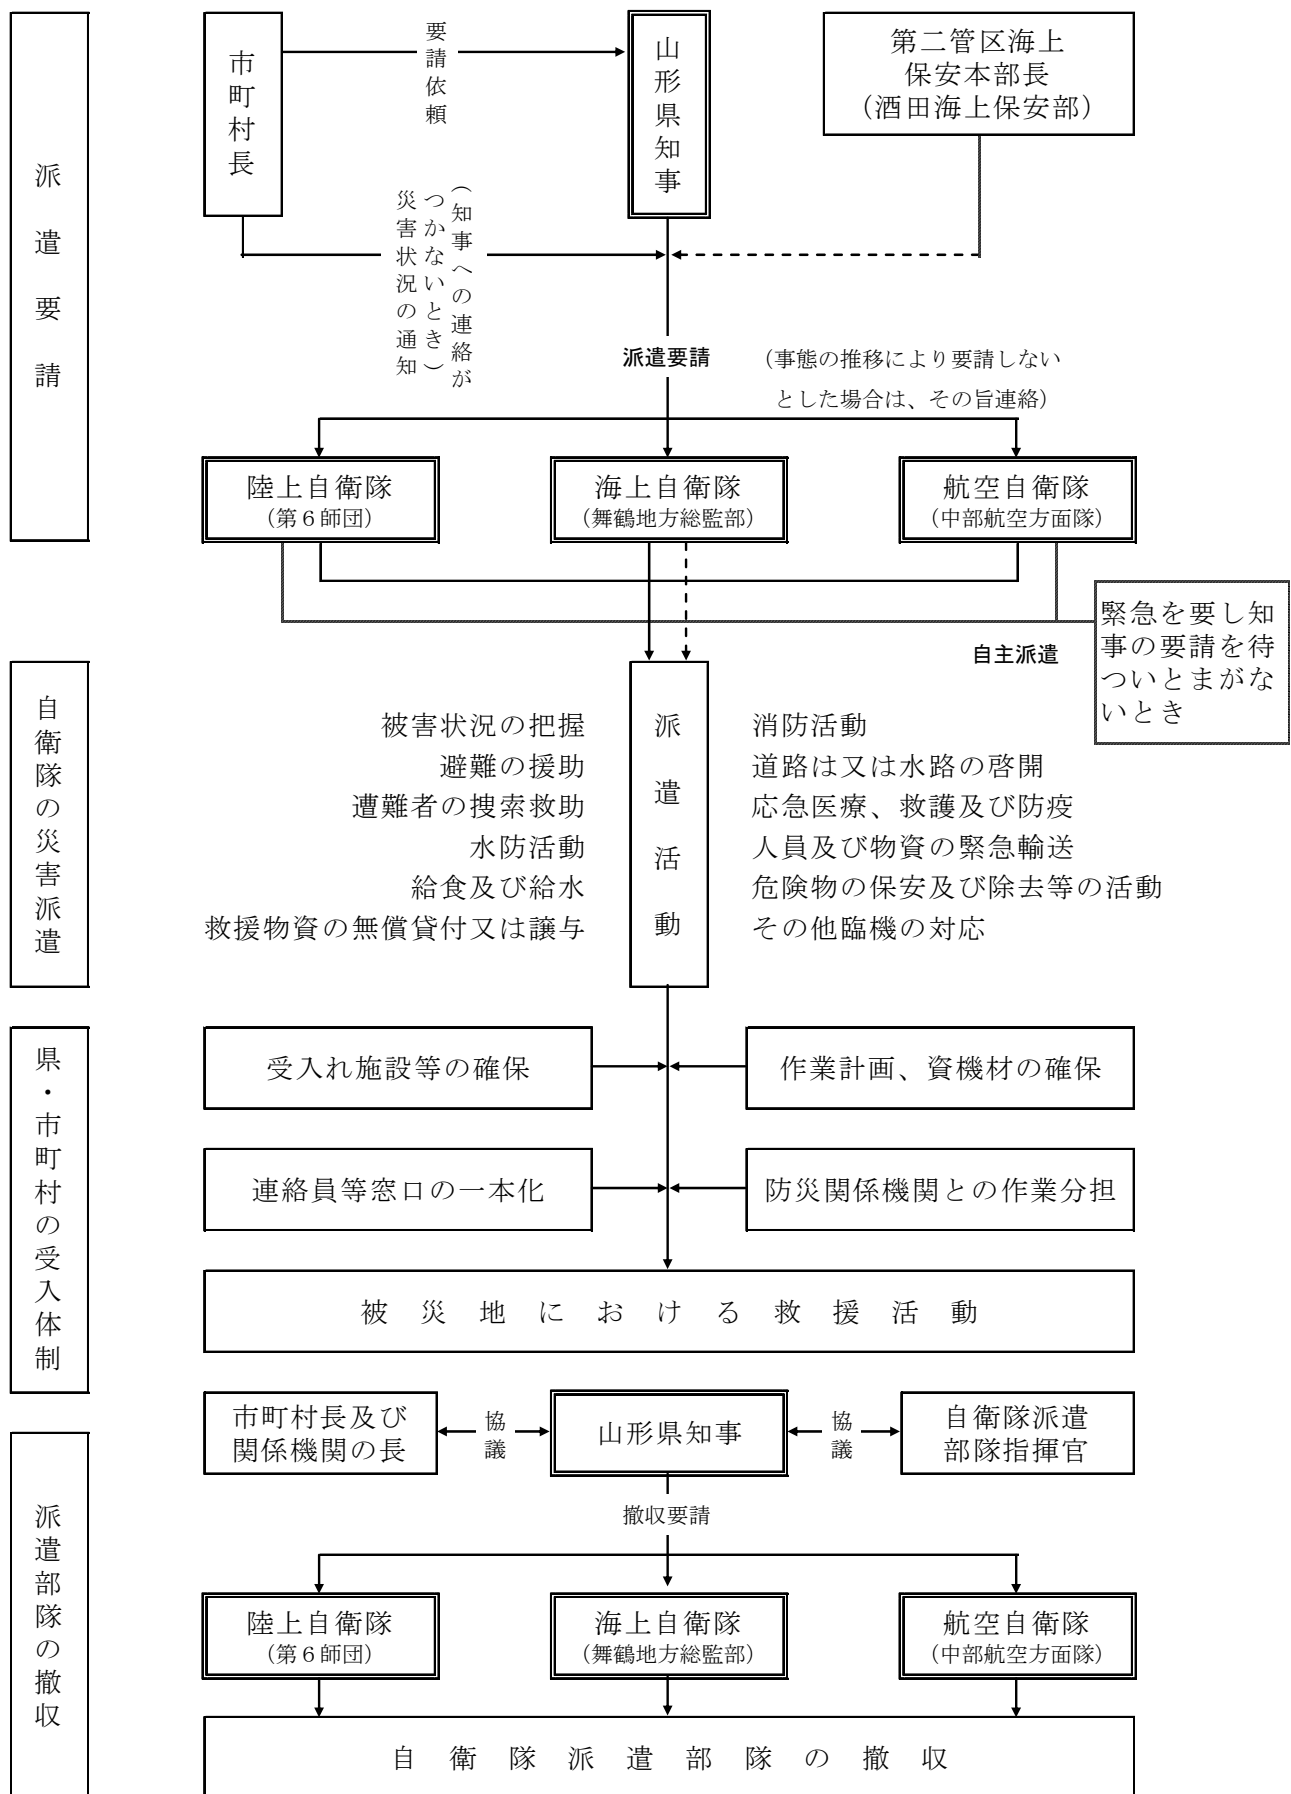 派遣要請
市町村長
要請依頼
山形県知事
第二管区海上
保安本部長
（酒田海上保安部）
（知事への連絡が
つかないとき）
災害状況の通知
派遣要請
（事態の推移により要請しない
とした場合は、その旨連絡）
陸上自衛隊
（第６師団）
海上自衛隊
（舞鶴地方総監部）
航空自衛隊
（中部航空方面隊）
緊急を要し知
事の要請を待
ついとまがな
いとき
自主派遣
自衛隊の災害派遣
被害状況の把握
避難の援助
遭難者の捜索救助
水防活動
給食及び給水
救援物資の無償貸付又は譲与
派遣活動
消防活動
道路は又は水路の啓開
応急医療、救護及び防疫
人員及び物資の緊急輸送
危険物の保安及び除去等の活動
その他臨機の対応
県・市町村の受入体制
受入れ施設等の確保
作業計画、資機材の確保
連絡員等窓口の一本化
防災関係機関との作業分担
被災地における救援活動
派遣部隊の撤収
市町村長及び
関係機関の長
協議
山形県知事
協議
自衛隊派遣
部隊指揮官
撤収要請
陸上自衛隊
（第６師団）
海上自衛隊
（舞鶴地方総監部）
航空自衛隊
（中部航空方面隊）
自衛隊派遣部隊の撤収